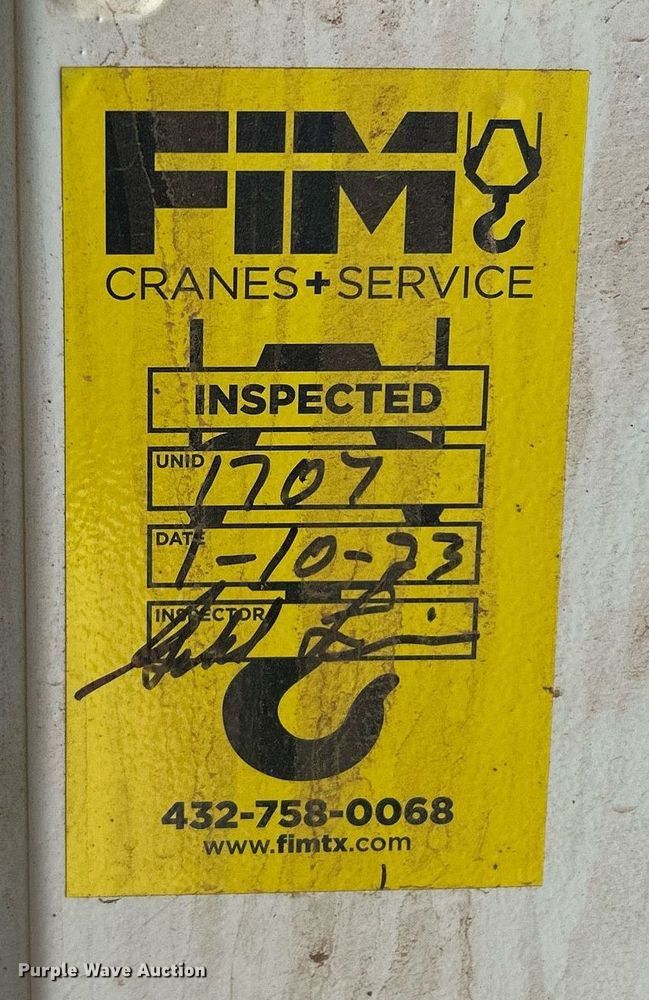 FIM
CRANES+SERVICE
INSPECTED
UNID 1707
DATE 1-10-23
INSPECTOR
432-758-0068
www.fimtx.com
Purple Wave Auction